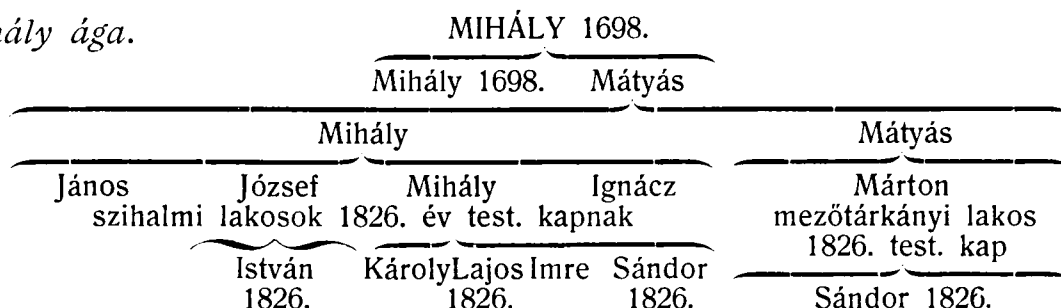 ály ága.
MIHÁLY 1698.
Mihály 1698. Mátyás
Mihály Mátyás
János József Mihály Ignácz Márton
szihalmi lakosok 1826. év test. kapnak mezőtárkányi lakos
1826. test. kap
István Károly Lajos Imre Sándor
1826. 1826. 1826. Sándor 1826.